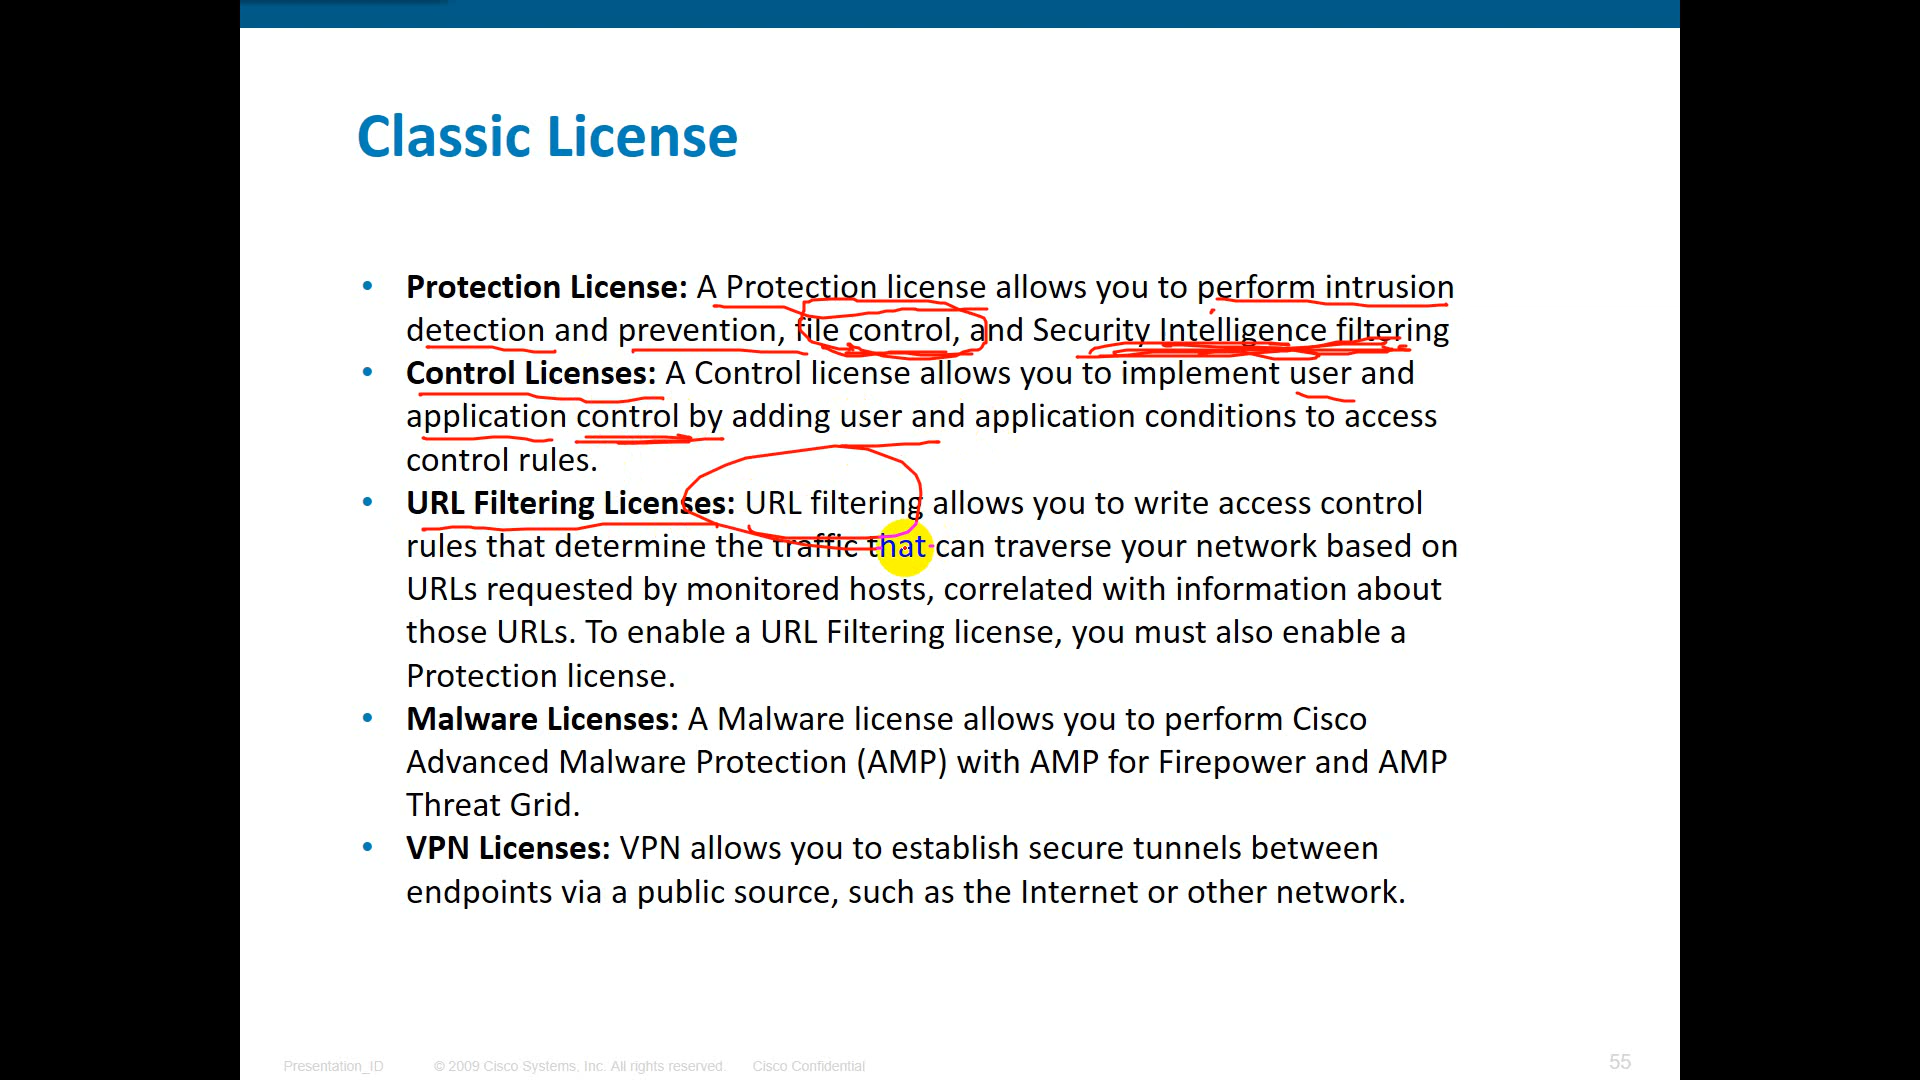 Classic License
• Protection License: A Protection license allows you to perform intrusion
detection and prevention, file control, and Security Intelligence filtering
• Control Licenses: A Control license allows you to implement user and
application control by adding user and application conditions to access
control rules.
• URL Filtering Licenses: URL filtering allows you to write access control
rules that determine the traffic that can traverse your network based on
URLs requested by monitored hosts, correlated with information about
those URLs. To enable a URL Filtering license, you must also enable a
Protection license.
• Malware Licenses: A Malware license allows you to perform Cisco
Advanced Malware Protection (AMP) with AMP for Firepower and AMP
Threat Grid.
• VPN Licenses: VPN allows you to establish secure tunnels between
endpoints via a public source, such as the Internet or other network.
Presentation_ID © 2009 Cisco Systems, Inc. All rights reserved. Cisco Confidential 55